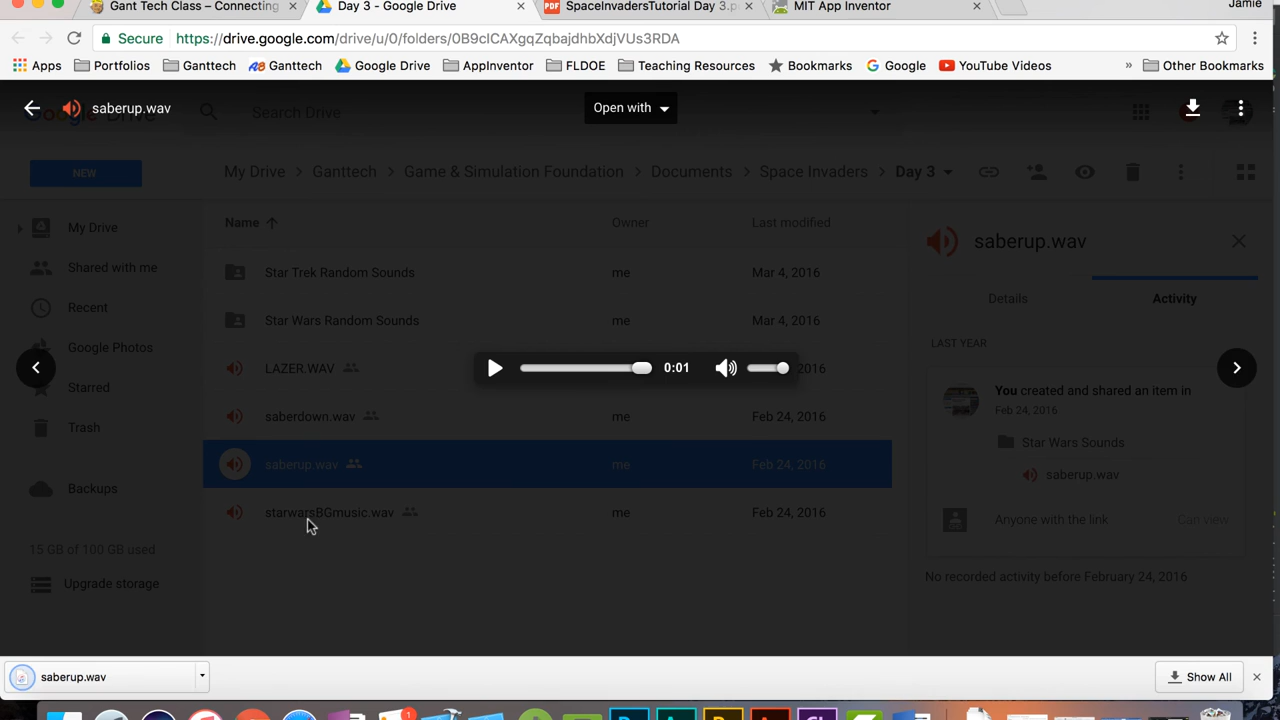 Gant Tech Class – Connecting
Day 3 - Google Drive
SpaceInvadersTutorial Day 3.p
MIT App Inventor
Jamie
Secure
https://drive.google.com/drive/u/0/folders/0B9cICAXgqZqbajdhbXdjVUs3RDA
Apps
Portfolios
Ganttech
Ganttech
Google Drive
AppInventor
FLDOE
Teaching Resources
Bookmarks
Google
YouTube Videos
»
Other Bookmarks
saberup.wav
Search Drive
Open with
NEW
My Drive > Ganttech > Game & Simulation Foundation > Documents > Space Invaders > Day 3
My Drive
Shared with me
Recent
Google Photos
Starred
Trash
Backups
15 GB of 100 GB used
Upgrade storage
Name
Owner
Last modified
Star Trek Random Sounds
me
Mar 4, 2016
Star Wars Random Sounds
me
Mar 4, 2016
LAZER.WAV
0:01
2016
saberdown.wav
me
Feb 24, 2016
saberup.wav
me
Feb 24, 2016
starwarsBGmusic.wav
me
Feb 24, 2016
saberup.wav
Details
Activity
LAST YEAR
You created and shared an item in
Feb 24, 2016
Star Wars Sounds
saberup.wav
Anyone with the link
Can view
No recorded activity before February 24, 2016
saberup.wav
Show All